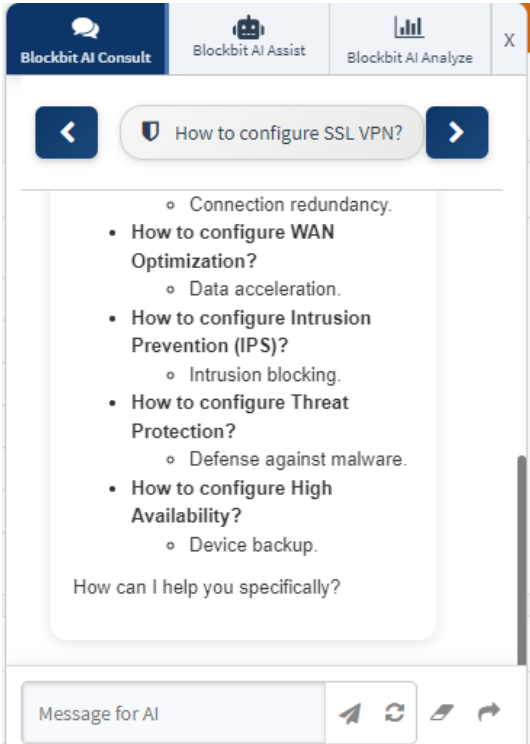 Blockbit AI Consult
Blockbit AI Assist
Blockbit AI Analyze
X
How to configure SSL VPN?
Connection redundancy.
How to configure WAN
Optimization?
Data acceleration.
How to configure Intrusion
Prevention (IPS)?
Intrusion blocking.
How to configure Threat
Protection?
Defense against malware.
How to configure High
Availability?
Device backup.
How can I help you specifically?
Message for AI